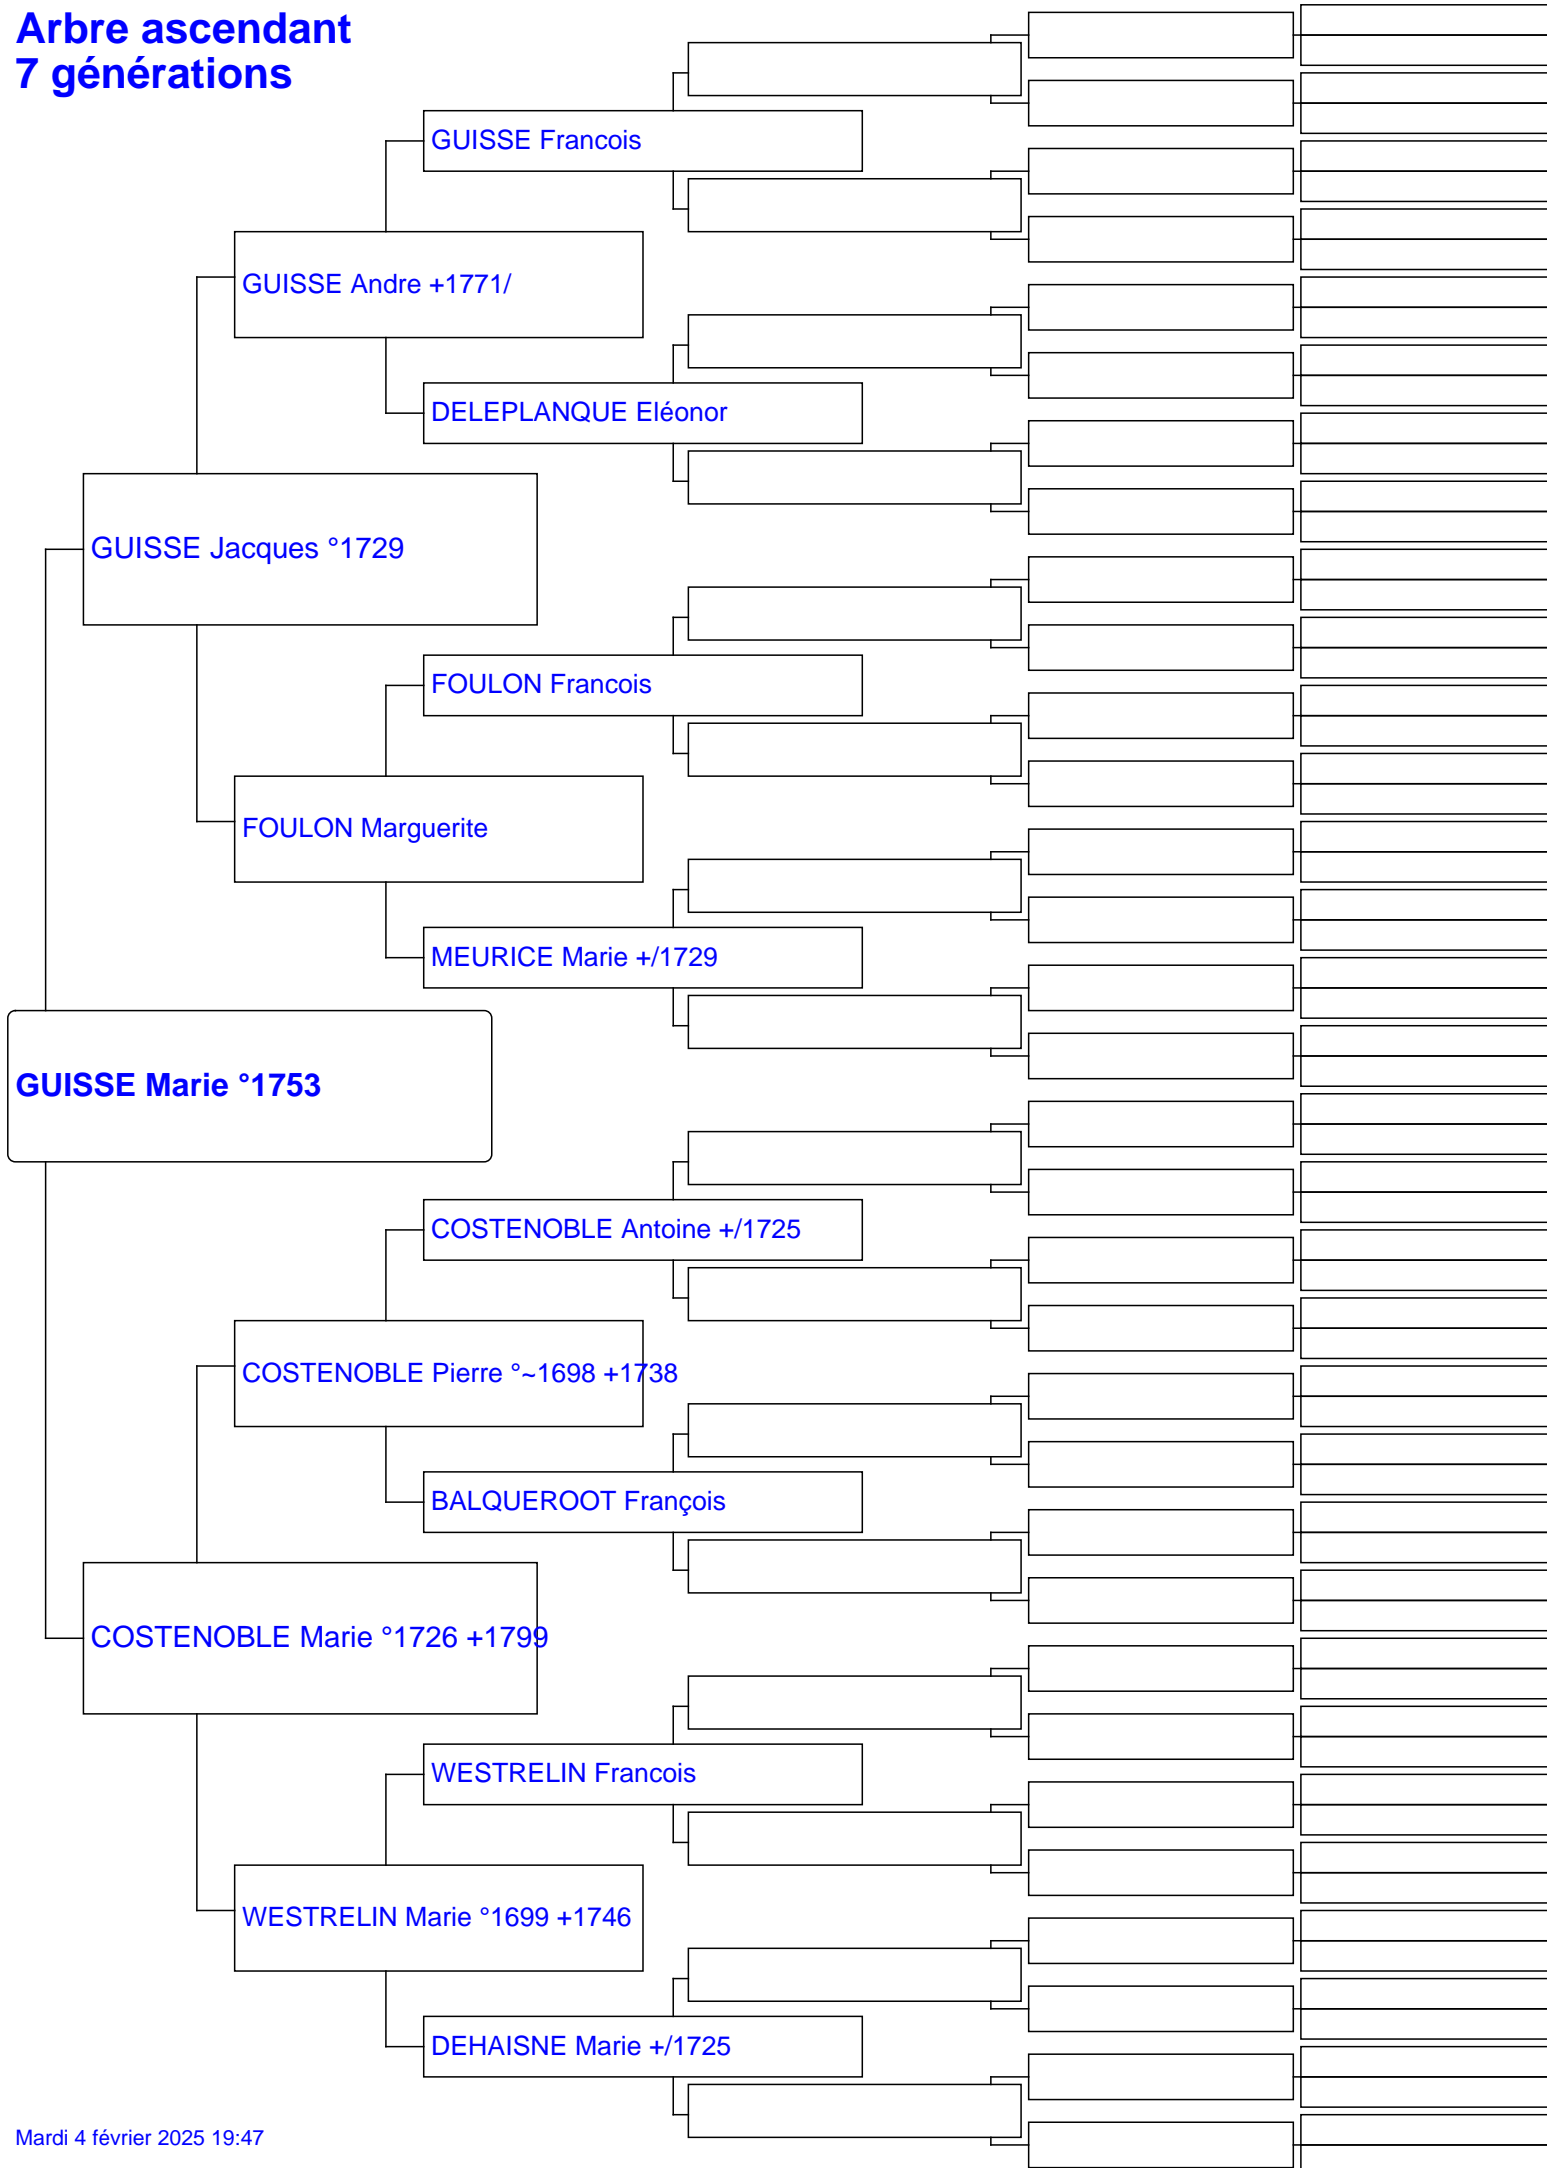 Arbre ascendant
7 générations
GUISSE Francois
GUISSE Andre +1771/
DELEPLANQUE Eléonor
GUISSE Jacques °1729
FOULON Francois
FOULON Marguerite
MEURICE Marie +/1729
GUISSE Marie °1753
COSTENOBLE Antoine +/1725
COSTENOBLE Pierre °~1698 +1738
BALQUEROOT François
COSTENOBLE Marie °1726 +1799
WESTRELIN Francois
WESTRELIN Marie °1699 +1746
DEHAISNE Marie +/1725
Mardi 4 février 2025 19:47